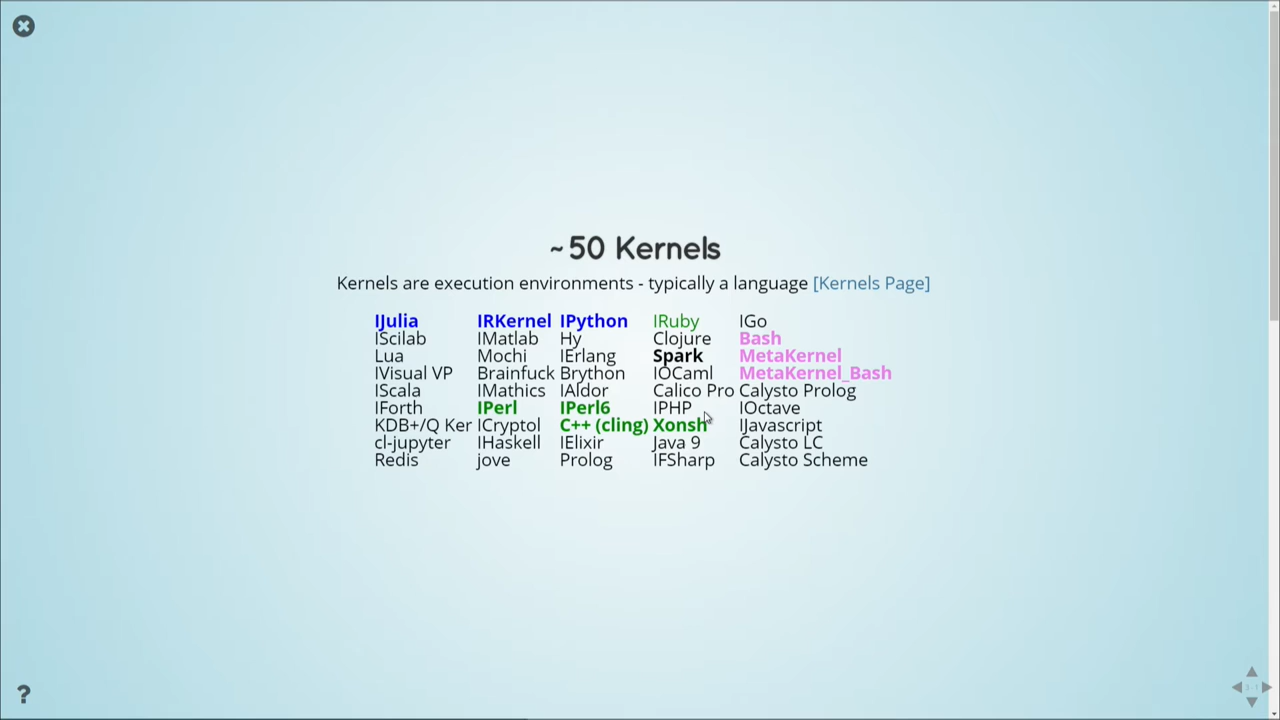 ~50 Kernels
Kernels are execution environments - typically a language [Kernels Page]
IJulia IRKernel IPython IRuby IGo
IScilab IMatlab Hy Clojure Bash
Lua Mochi IErlang Spark MetaKernel
IVisual VP Brainfuck Brython IOCaml MetaKernel_Bash
IScala IMathics IAldor Calico Pro Calysto Prolog
IForth IPerl IPerl6 IPHP IOctave
KDB+/Q Ker ICryptol C++ (cling) Xonsh IJavascript
cl-jupyter IHaskell IElixir Java 9 Calysto LC
Redis jove Prolog IFSharp Calysto Scheme
?